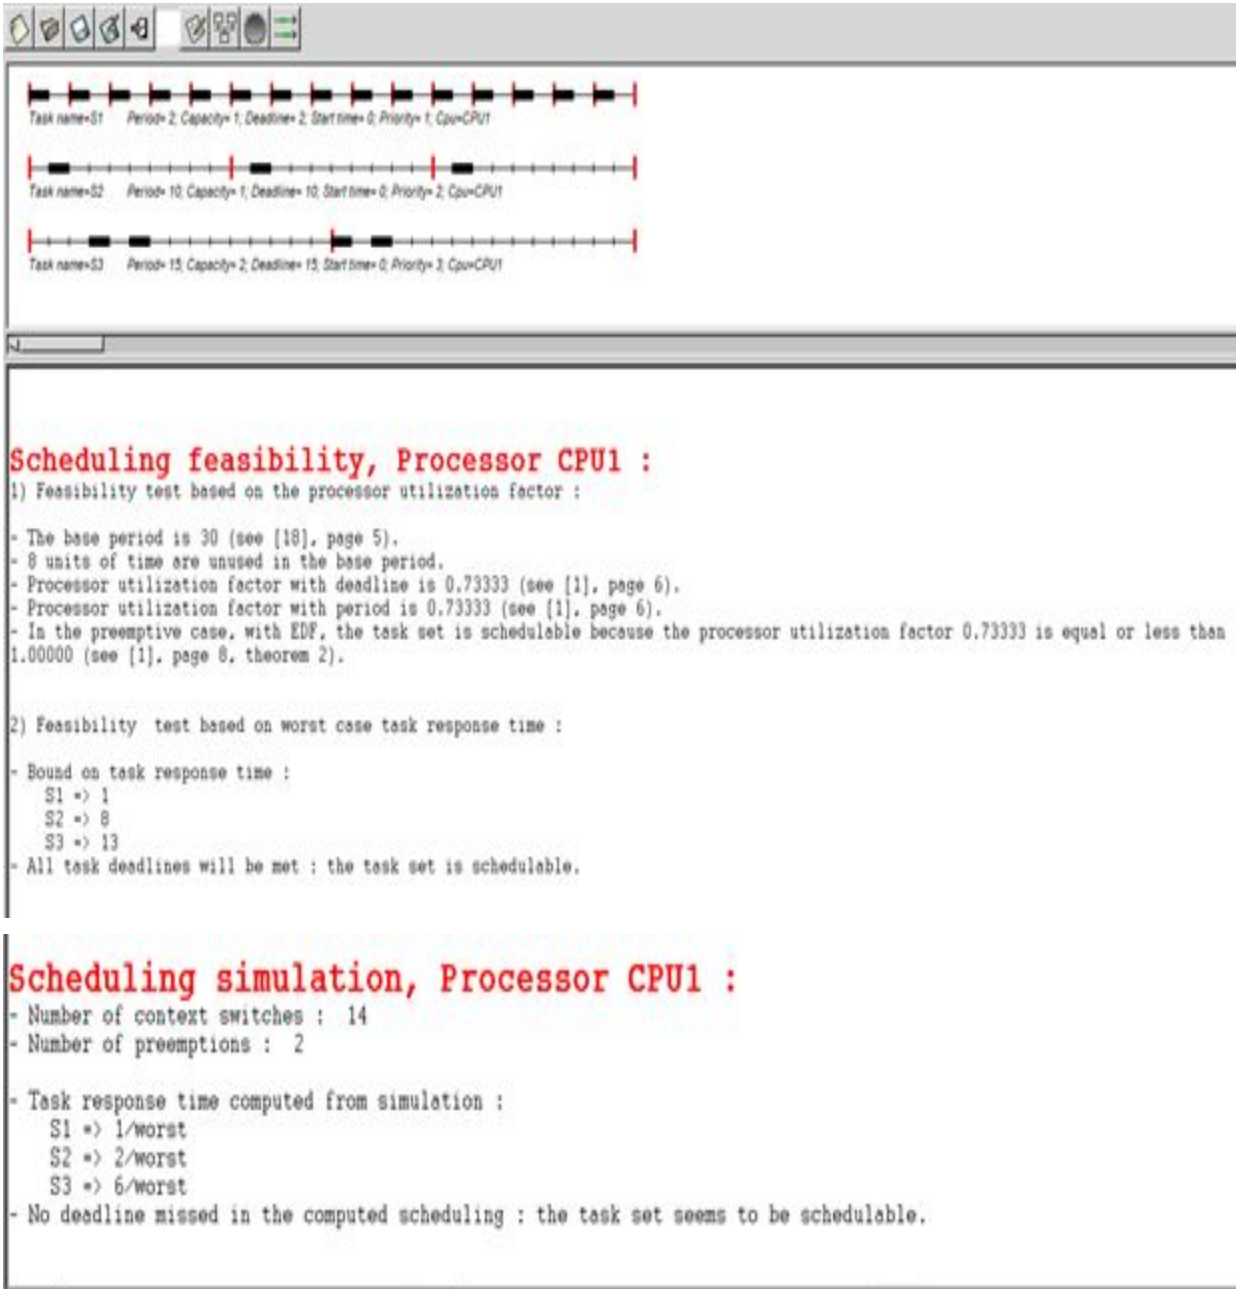 Task name=S1 Period= 2; Capacity= 1; Deadline= 2; Start time= 0; Priority= 1; Cpu=CPU1
Task name=S2 Period= 10; Capacity= 1; Deadline= 10; Start time= 0; Priority= 2; Cpu=CPU1
Task name=S3 Period= 15; Capacity= 2; Deadline= 15; Start time= 0; Priority= 3; Cpu=CPU1
Scheduling feasibility, Processor CPU1 :
1) Feasibility test based on the processor utilization factor :
- The base period is 30 (see [18], page 5).
- 8 units of time are unused in the base period.
- Processor utilization factor with deadline is 0.73333 (see [1], page 6).
- Processor utilization factor with period is 0.73333 (see [1], page 6).
- In the preemptive case, with EDF, the task set is schedulable because the processor utilization factor 0.73333 is equal or less than
1.00000 (see [1], page 8, theorem 2).
2) Feasibility test based on worst case task response time :
- Bound on task response time :
S1 => 1
S2 => 8
S3 => 13
- All task deadlines will be met : the task set is schedulable.
Scheduling simulation, Processor CPU1 :
- Number of context switches : 14
- Number of preemptions : 2
- Task response time computed from simulation :
S1 => 1/worst
S2 => 2/worst
S3 => 6/worst
- No deadline missed in the computed scheduling : the task set seems to be schedulable.